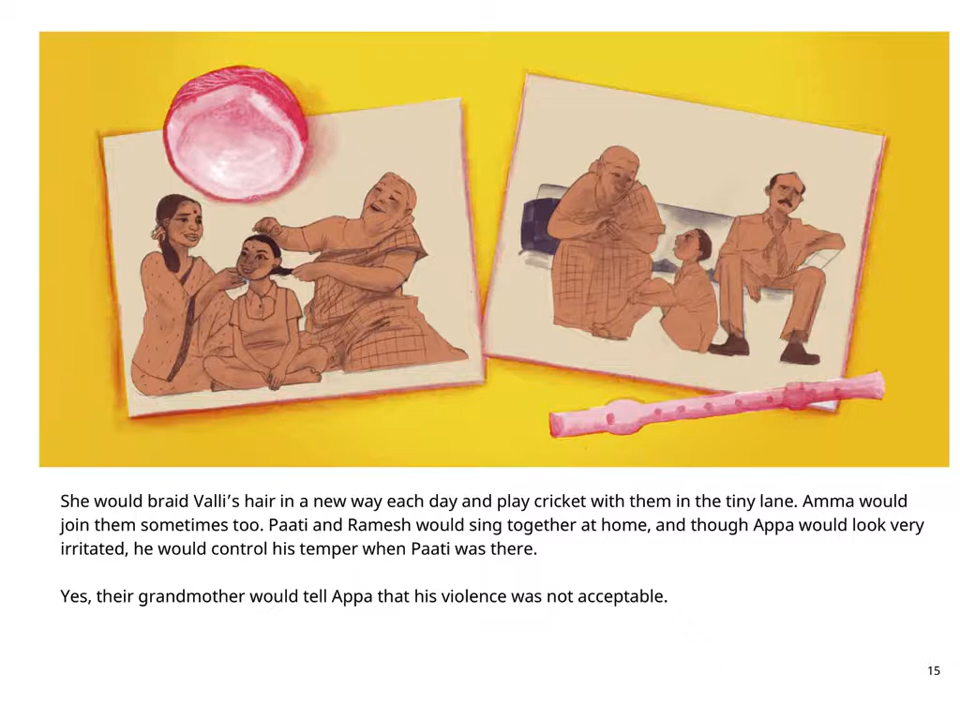 She would braid Valli’s hair in a new way each day and play cricket with them in the tiny lane. Amma would
join them sometimes too. Paati and Ramesh would sing together at home, and though Appa would look very
irritated, he would control his temper when Paati was there.
Yes, their grandmother would tell Appa that his violence was not acceptable.
15